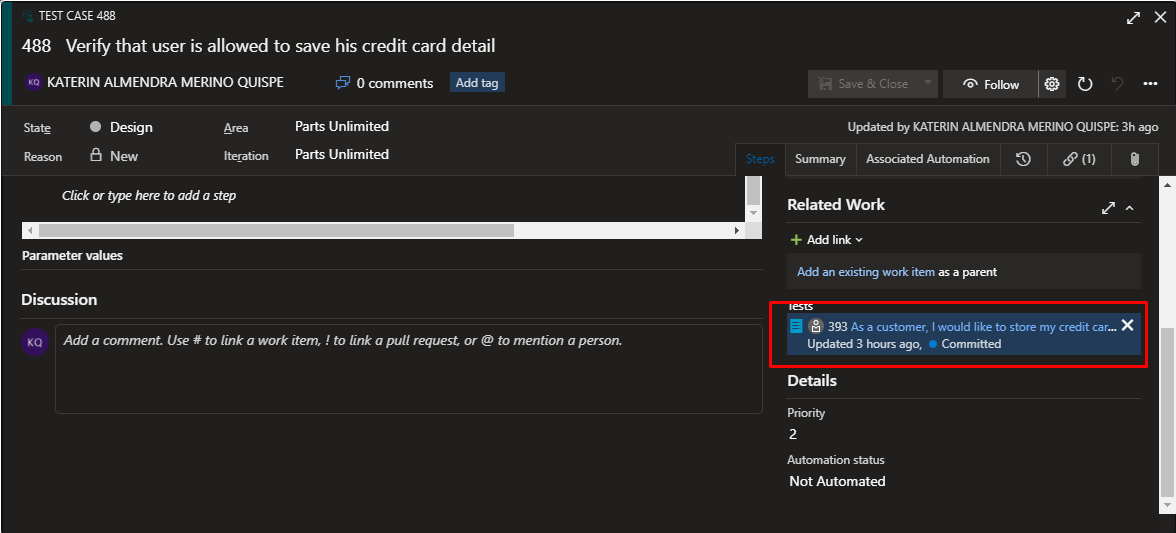 TEST CASE 488
488 Verify that user is allowed to save his credit card detail
KQ KATERIN ALMENDRA MERINO QUISPE 0 comments Add tag Save & Close Follow
State Design Area Parts Unlimited Updated by KATERIN ALMENDRA MERINO QUISPE: 3h ago
Reason New Iteration Parts Unlimited
Steps Summary Associated Automation (1)
Click or type here to add a step
Parameter values
Discussion
KQ Add a comment. Use # to link a work item, ! to link a pull request, or @ to mention a person.
Related Work
Add link
Add an existing work item as a parent
Tests
393 As a customer, I would like to store my credit car...
Updated 3 hours ago, Committed
Details
Priority
2
Automation status
Not Automated